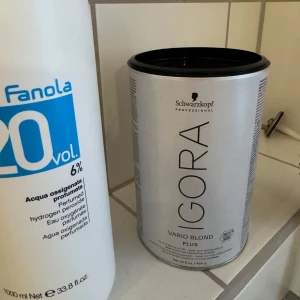 Fanola
20 vol.
6%
Acqua ossigenata
profumata
Perfumed
hydrogen peroxide
Eau oxygénée
parfumée
Agua oxigenada
perfumada
1000 ml Net e 33.8 fl.oz.
Schwarzkopf
PROFESSIONAL
IGORA
VARIO BLOND
PLUS